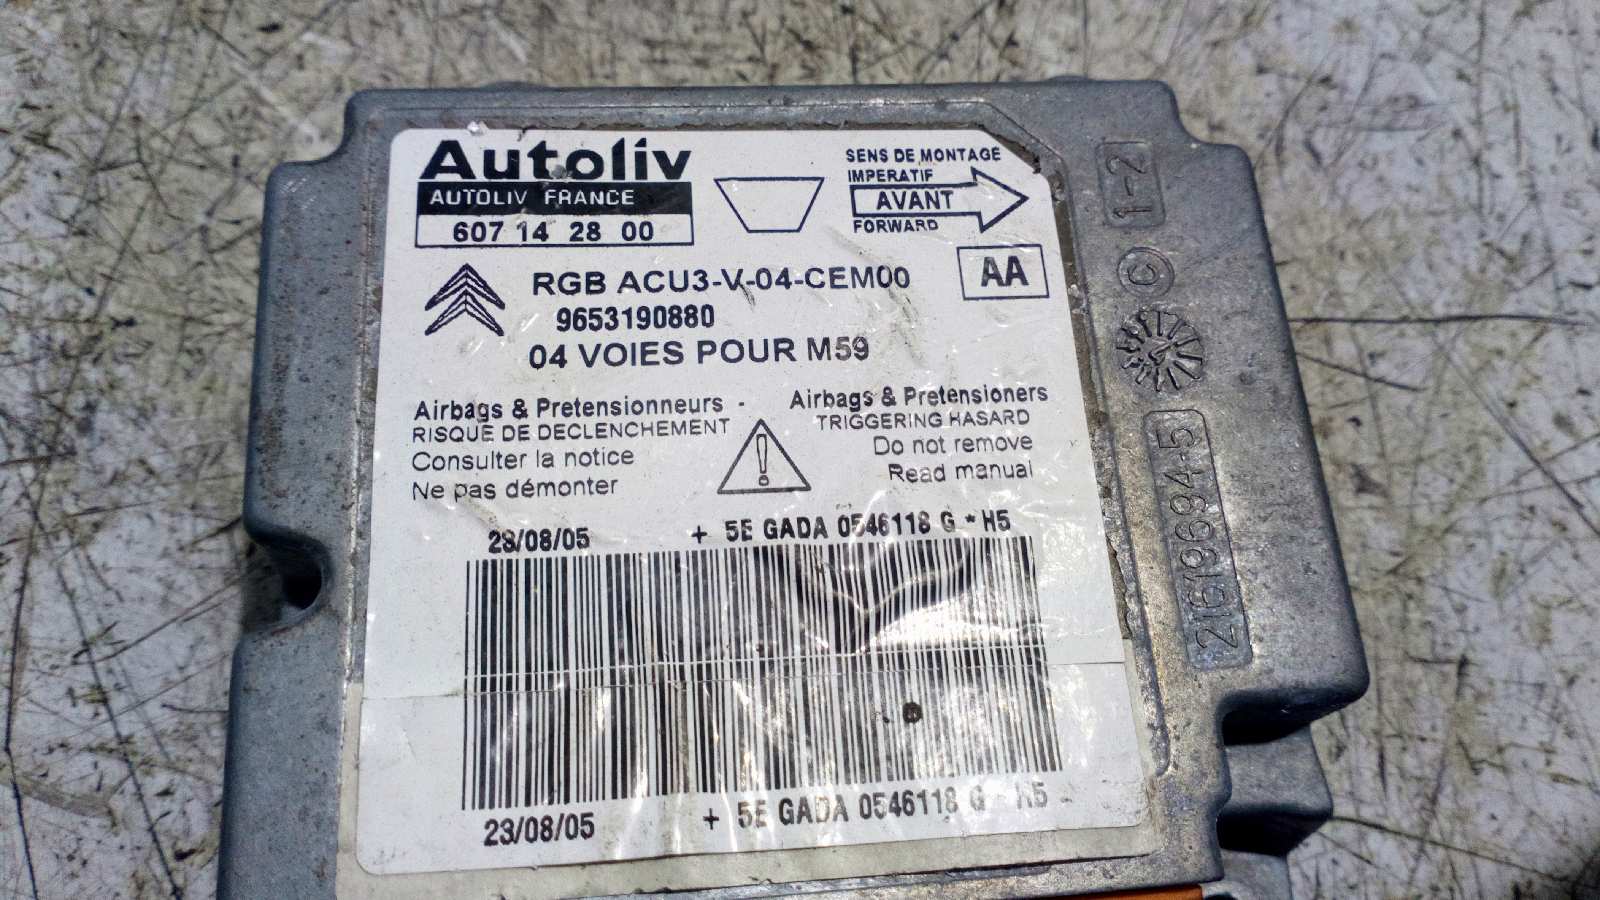 Autoliv
AUTOLIV FRANCE
607 14 28 00
SENS DE MONTAGE
IMPERATIF
AVANT
FORWARD
AA
RGB ACU3-V-04-CEM00
9653190880
04 VOIES POUR M59
Airbags & Pretensionneurs -
RISQUE DE DECLENCHEMENT
Consulter la notice
Ne pas démonter
Airbags & Pretensioners
TRIGGERING HASARD
Do not remove
Read manual
23/08/05 + 5E GADA 0546118 G * H5
23/08/05 + 5E GADA 0546118 G - H5
1-2
C
21619694-5